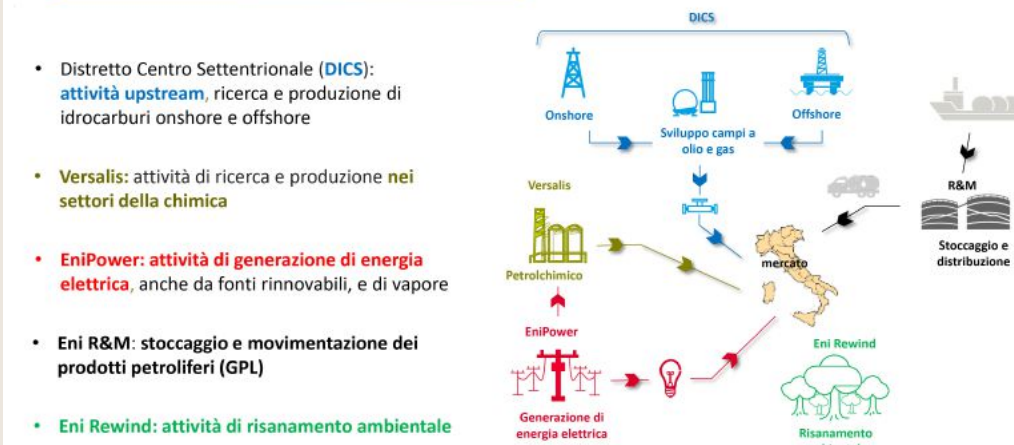 • Distretto Centro Settentrionale (DICS):
attività upstream, ricerca e produzione di
idrocarburi onshore e offshore
• Versalis: attività di ricerca e produzione nei
settori della chimica
• EniPower: attività di generazione di energia
elettrica, anche da fonti rinnovabili, e di vapore
• Eni R&M: stoccaggio e movimentazione dei
prodotti petroliferi (GPL)
• Eni Rewind: attività di risanamento ambientale
DICS
Onshore
Sviluppo campi a
olio e gas
Offshore
Versalis
Petrolchimico
EniPower
Generazione di
energia elettrica
mercato
R&M
Stoccaggio e
distribuzione
Eni Rewind
Risanamento